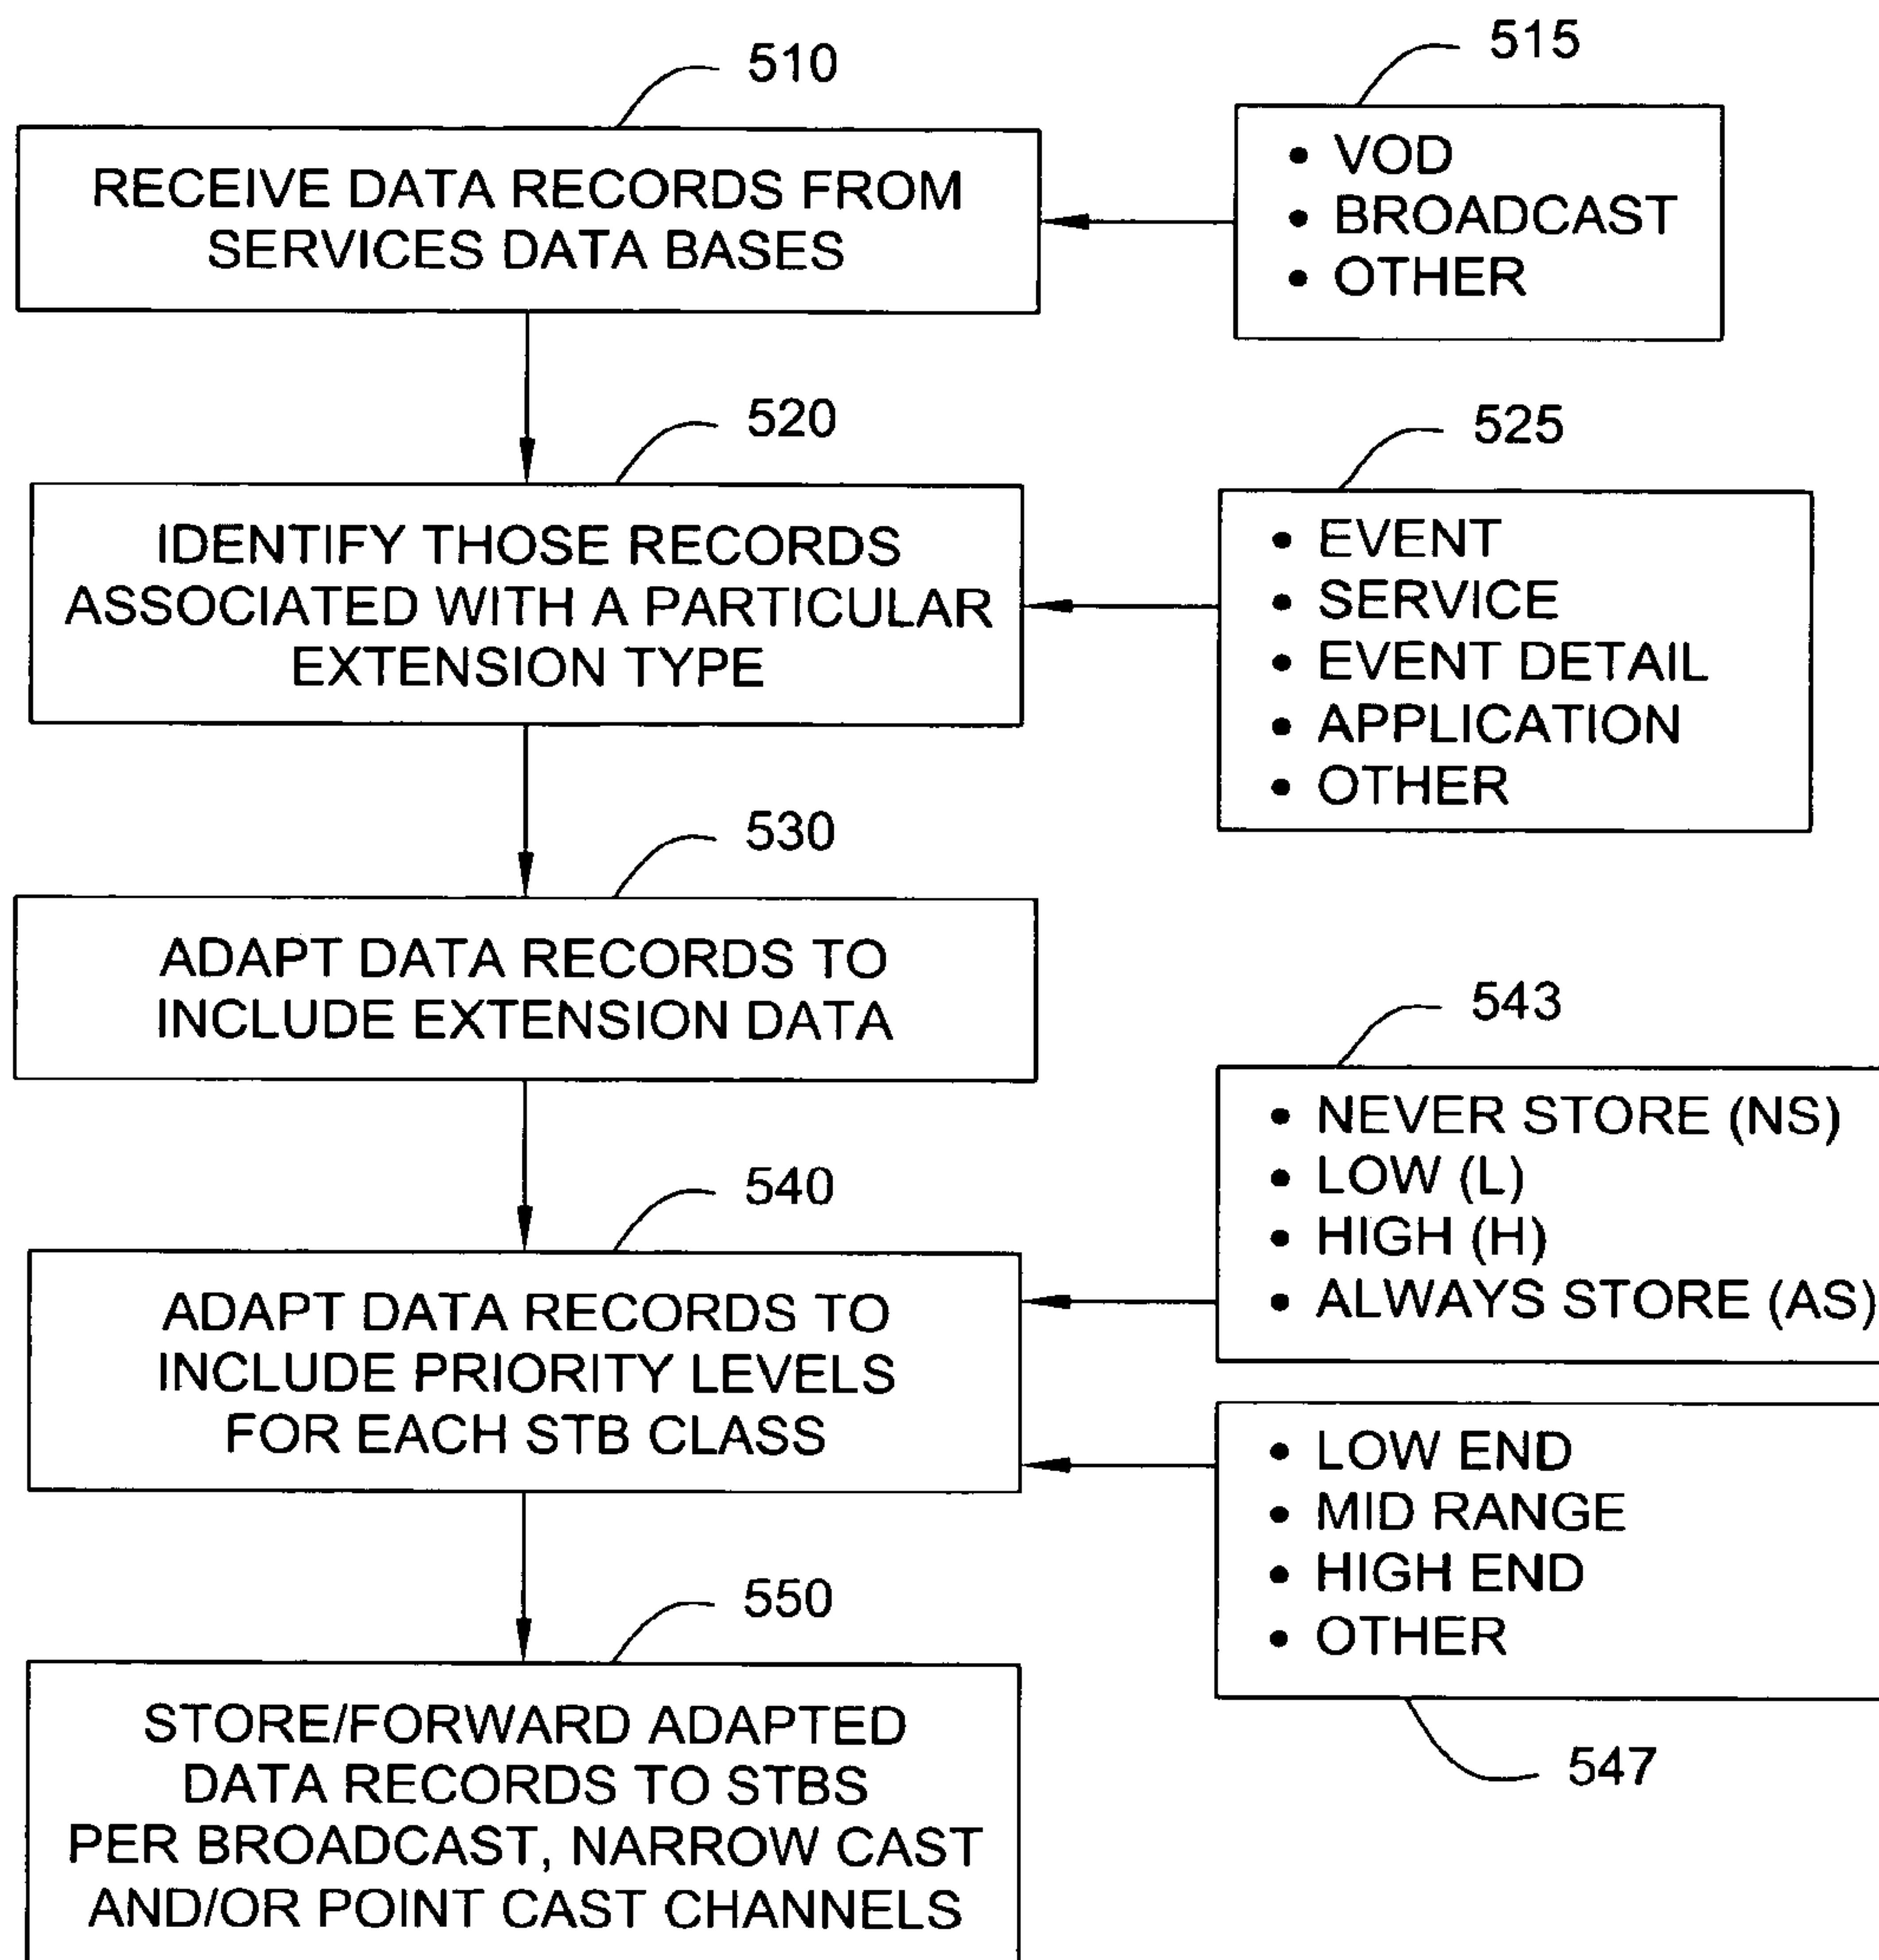 510
RECEIVE DATA RECORDS FROM
SERVICES DATA BASES
515
• VOD
• BROADCAST
• OTHER
520
IDENTIFY THOSE RECORDS
ASSOCIATED WITH A PARTICULAR
EXTENSION TYPE
525
• EVENT
• SERVICE
• EVENT DETAIL
• APPLICATION
• OTHER
530
ADAPT DATA RECORDS TO
INCLUDE EXTENSION DATA
540
ADAPT DATA RECORDS TO
INCLUDE PRIORITY LEVELS
FOR EACH STB CLASS
543
• NEVER STORE (NS)
• LOW (L)
• HIGH (H)
• ALWAYS STORE (AS)
• LOW END
• MID RANGE
• HIGH END
• OTHER
547
550
STORE/FORWARD ADAPTED
DATA RECORDS TO STBS
PER BROADCAST, NARROW CAST
AND/OR POINT CAST CHANNELS